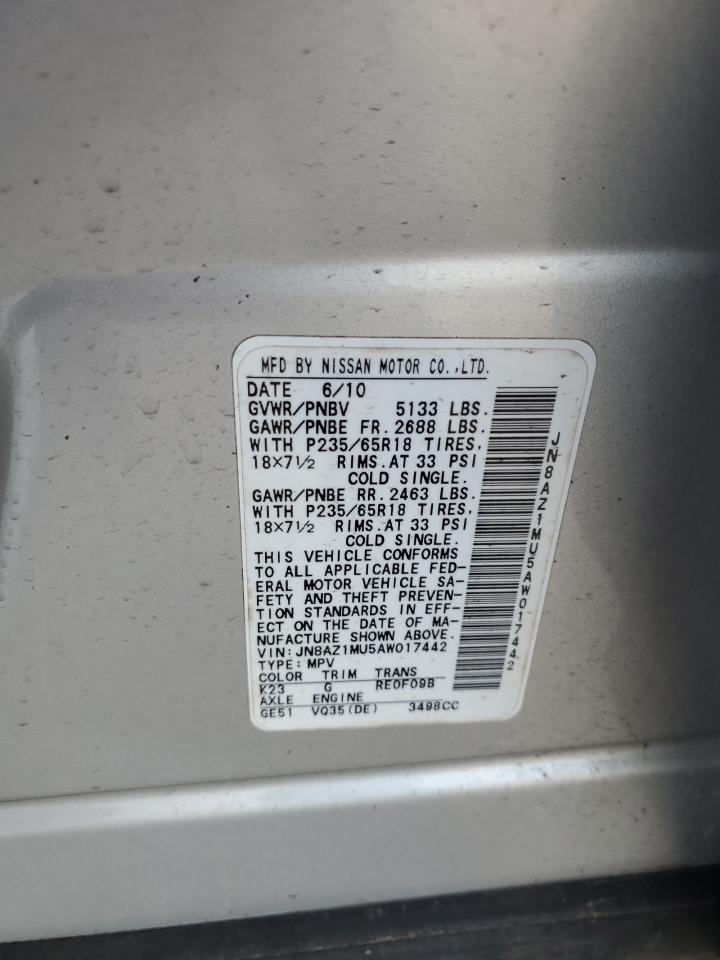 MFD BY NISSAN MOTOR CO.,LTD.
DATE 6/10
GVWR/PNBV 5133 LBS.
GAWR/PNBE FR. 2688 LBS.
WITH P235/65R18 TIRES,
18×7½ RIMS. AT 33 PSI
COLD SINGLE.
GAWR/PNBE RR. 2463 LBS.
WITH P235/65R18 TIRES,
18×7½ RIMS. AT 33 PSI
COLD SINGLE.
THIS VEHICLE CONFORMS
TO ALL APPLICABLE FED-
ERAL MOTOR VEHICLE SA-
FETY AND THEFT PREVEN-
TION STANDARDS IN EFF-
ECT ON THE DATE OF MA-
NUFACTURE SHOWN ABOVE.
VIN: JN8AZ1MU5AW017442
TYPE: MPV
COLOR TRIM TRANS
K23 G RE0F09B
AXLE ENGINE
GE51 VQ35(DE) 3498CC
JN8AZ1MU5AW017442